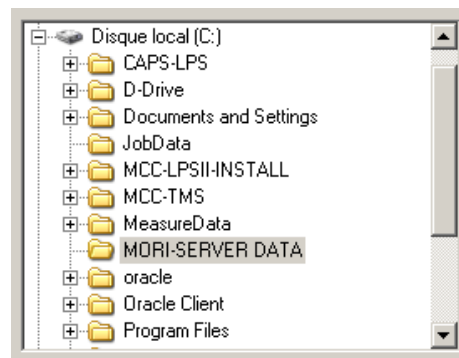 Disque local (C:)
CAPS-LPS
D-Drive
Documents and Settings
JobData
MCC-LPSII-INSTALL
MCC-TMS
MeasureData
MORI-SERVER DATA
oracle
Oracle Client
Program Files